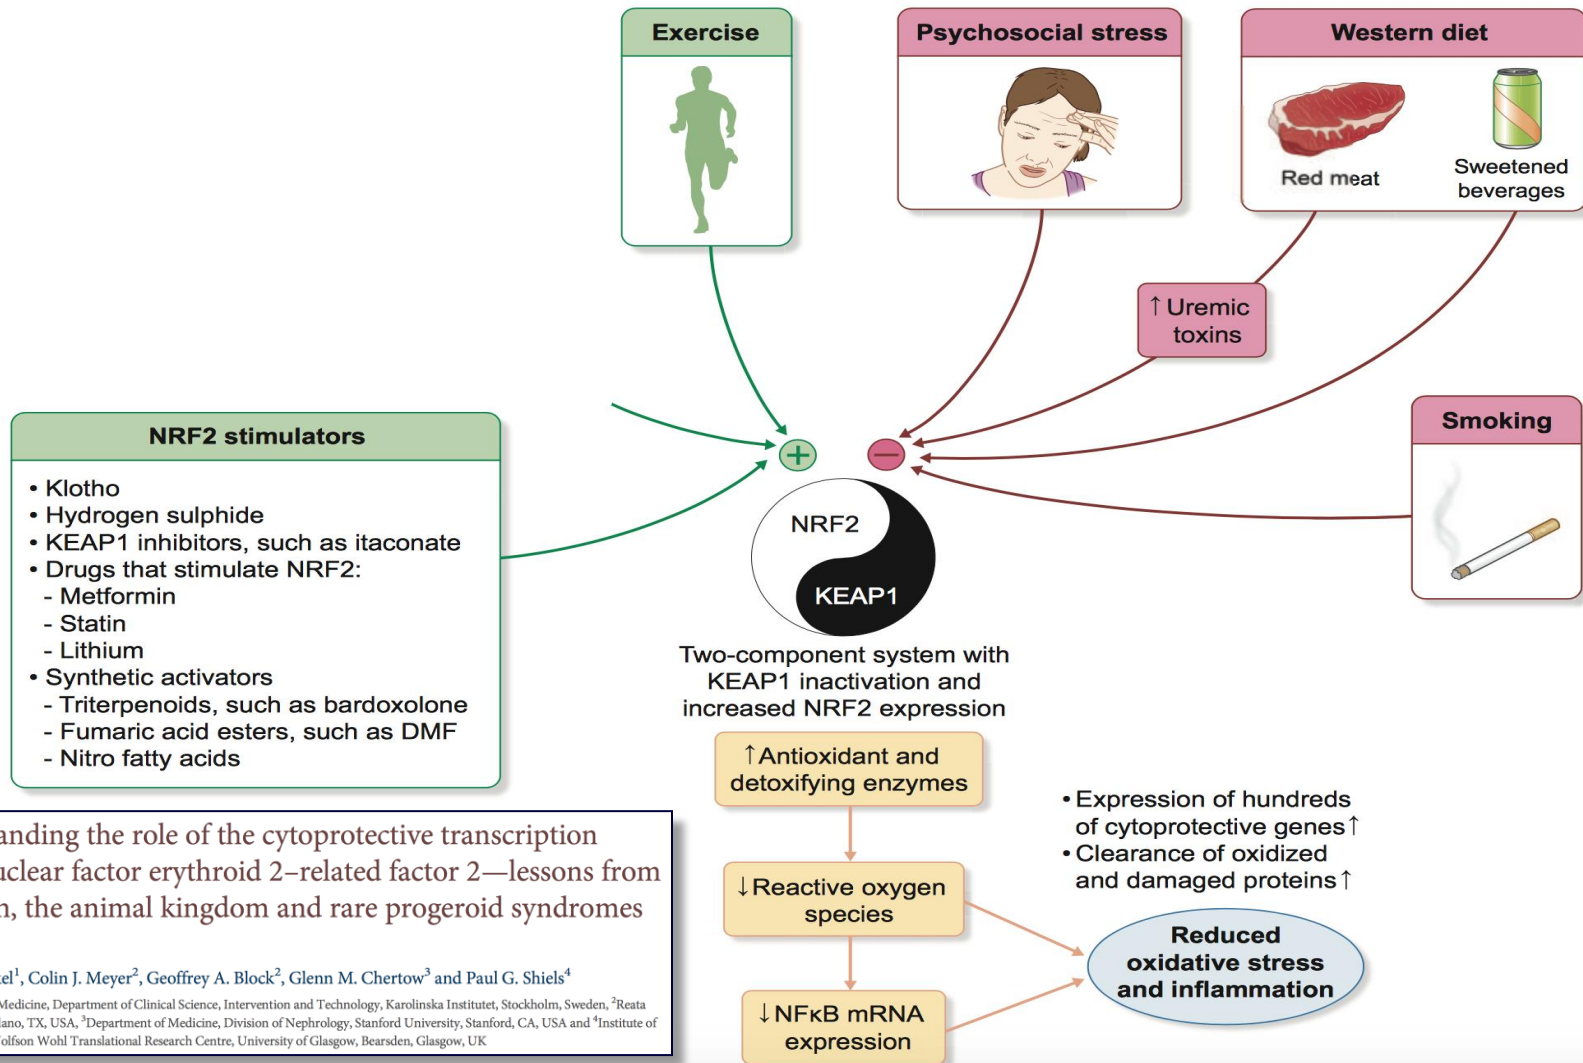 Exercise
Psychosocial stress
Western diet
Red meat
Sweetened
beverages
↑ Uremic
toxins
Smoking
NRF2 stimulators
• Klotho
• Hydrogen sulphide
• KEAP1 inhibitors, such as itaconate
• Drugs that stimulate NRF2:
- Metformin
- Statin
- Lithium
• Synthetic activators
- Triterpenoids, such as bardoxolone
- Fumaric acid esters, such as DMF
- Nitro fatty acids
+
−
NRF2
KEAP1
Two-component system with
KEAP1 inactivation and
increased NRF2 expression
↑ Antioxidant and
detoxifying enzymes
↓ Reactive oxygen
species
↓ NFκB mRNA
expression
• Expression of hundreds
of cytoprotective genes ↑
• Clearance of oxidized
and damaged proteins ↑
Reduced
oxidative stress
and inflammation
anding the role of the cytoprotective transcription
uclear factor erythroid 2–related factor 2—lessons from
n, the animal kingdom and rare progeroid syndromes
el¹, Colin J. Meyer², Geoffrey A. Block², Glenn M. Chertow³ and Paul G. Shiels⁴
Medicine, Department of Clinical Science, Intervention and Technology, Karolinska Institutet, Stockholm, Sweden, ²Reata
lano, TX, USA, ³Department of Medicine, Division of Nephrology, Stanford University, Stanford, CA, USA and ⁴Institute of
olfson Wohl Translational Research Centre, University of Glasgow, Bearsden, Glasgow, UK